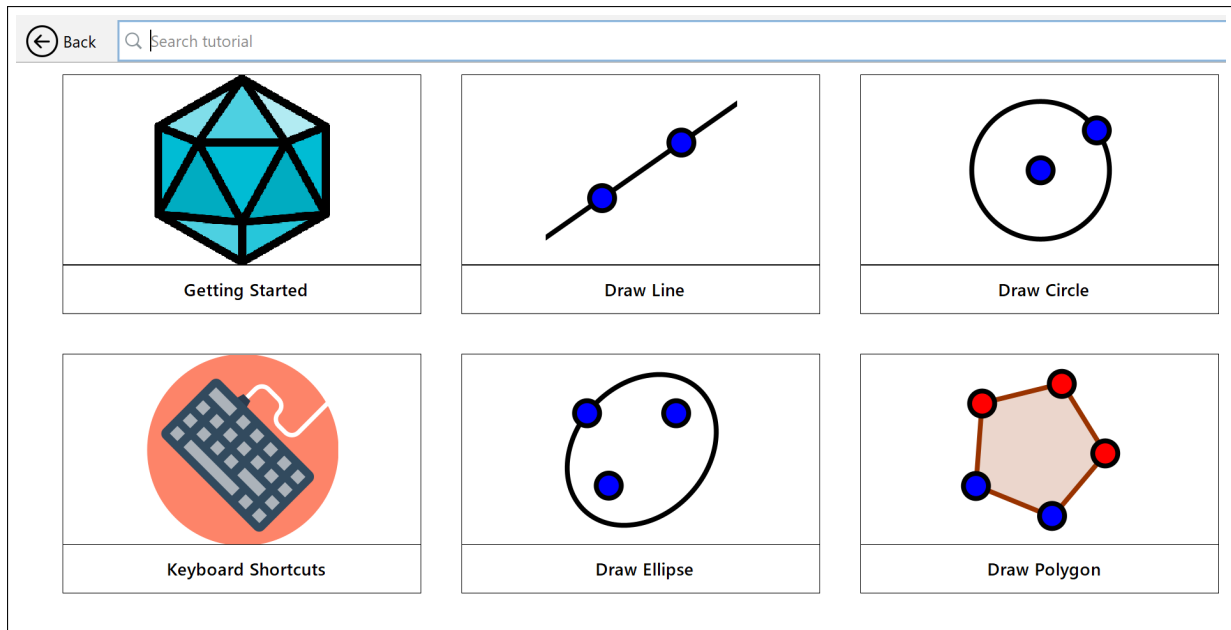 Back
Search tutorial
Getting Started
Draw Line
Draw Circle
Keyboard Shortcuts
Draw Ellipse
Draw Polygon